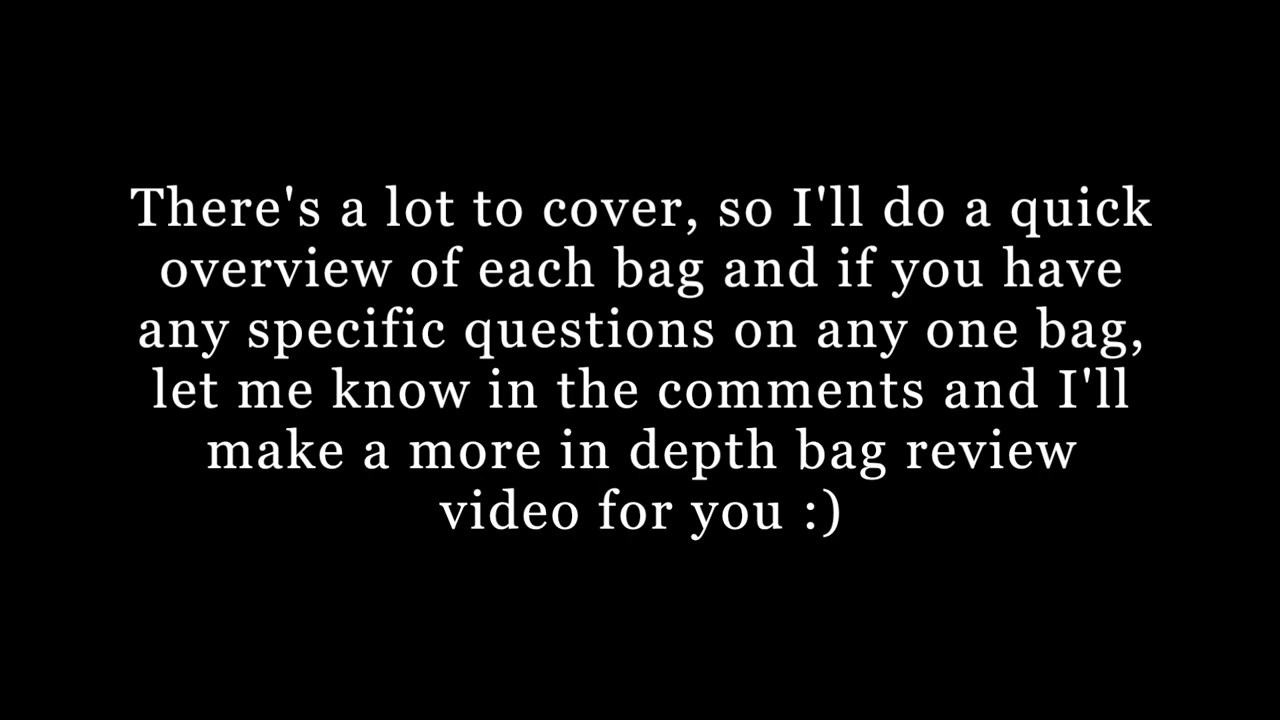 There's a lot to cover, so I'll do a quick
overview of each bag and if you have
any specific questions on any one bag,
let me know in the comments and I'll
make a more in depth bag review
video for you :)